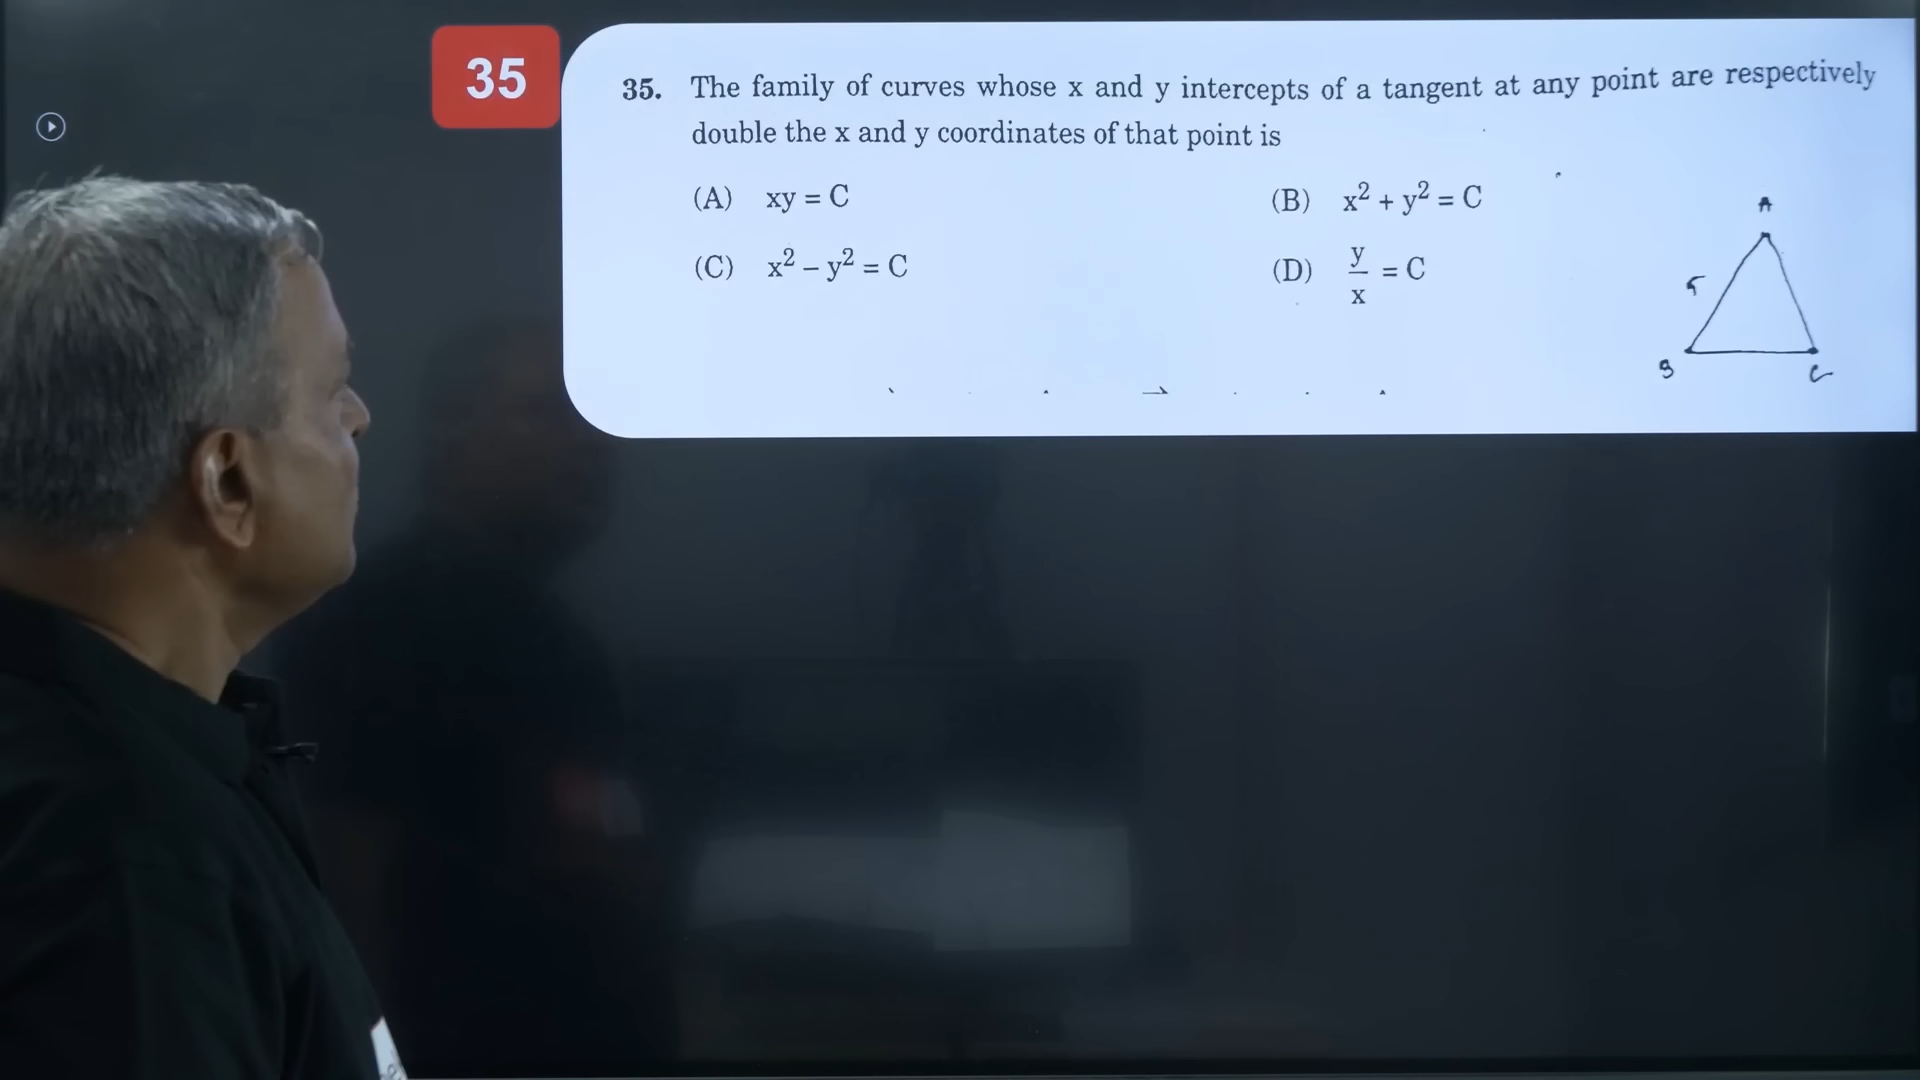 35
35. The family of curves whose x and y intercepts of a tangent at any point are respectively
double the x and y coordinates of that point is
(A) xy = C
(B) x² + y² = C
(C) x² – y² = C
(D) y/x = C
A
B
C